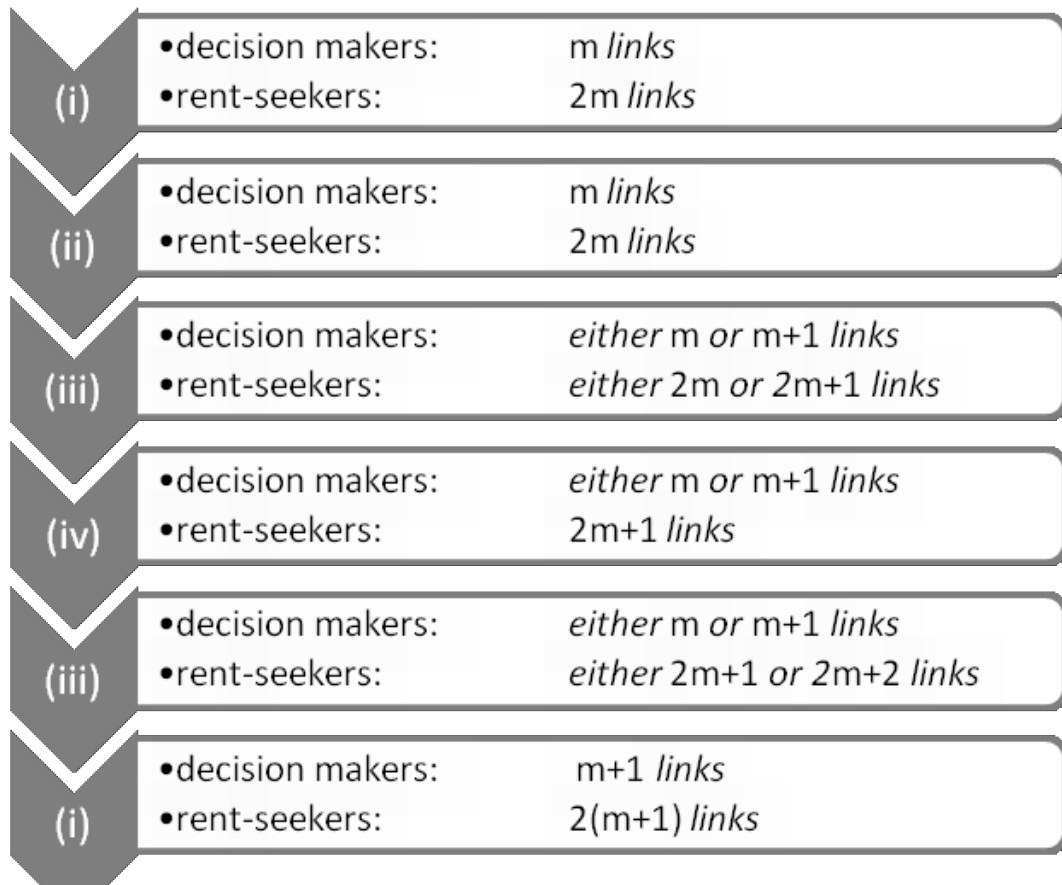 (i)
•decision makers: m links
•rent-seekers: 2m links
(ii)
•decision makers: m links
•rent-seekers: 2m links
(iii)
•decision makers: either m or m+1 links
•rent-seekers: either 2m or 2m+1 links
(iv)
•decision makers: either m or m+1 links
•rent-seekers: 2m+1 links
(iii)
•decision makers: either m or m+1 links
•rent-seekers: either 2m+1 or 2m+2 links
(i)
•decision makers: m+1 links
•rent-seekers: 2(m+1) links